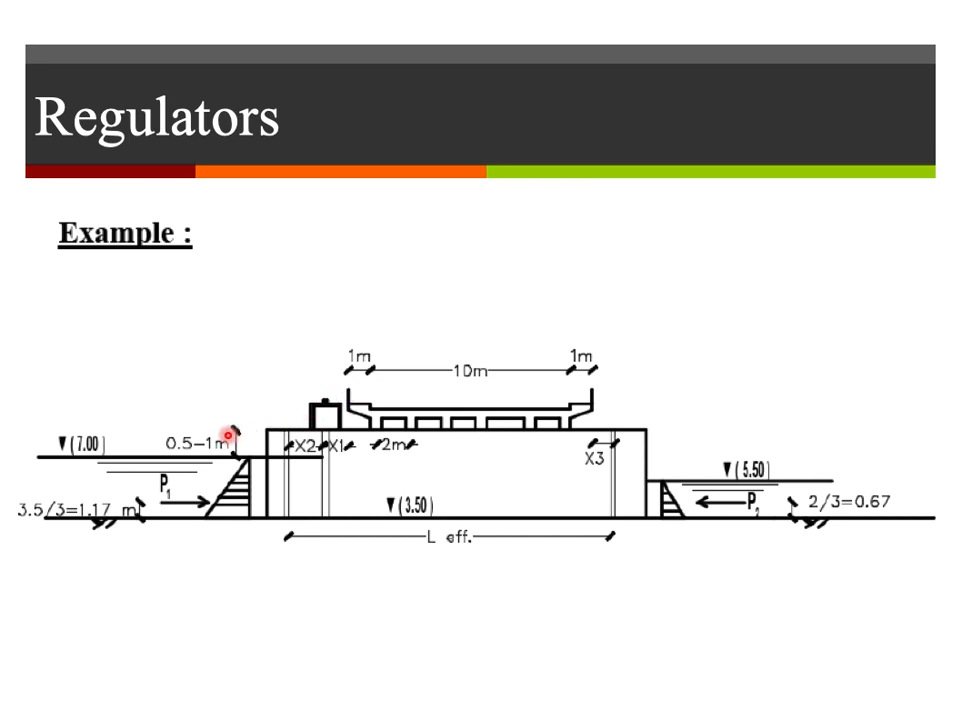 Regulators
Example :
1m 10m 1m
▼(7.00) 0.5-1m X2 X1 2m X3 ▼(5.50)
P1 P2
3.5/3=1.17 m ▼(3.50) 2/3=0.67
L eff.